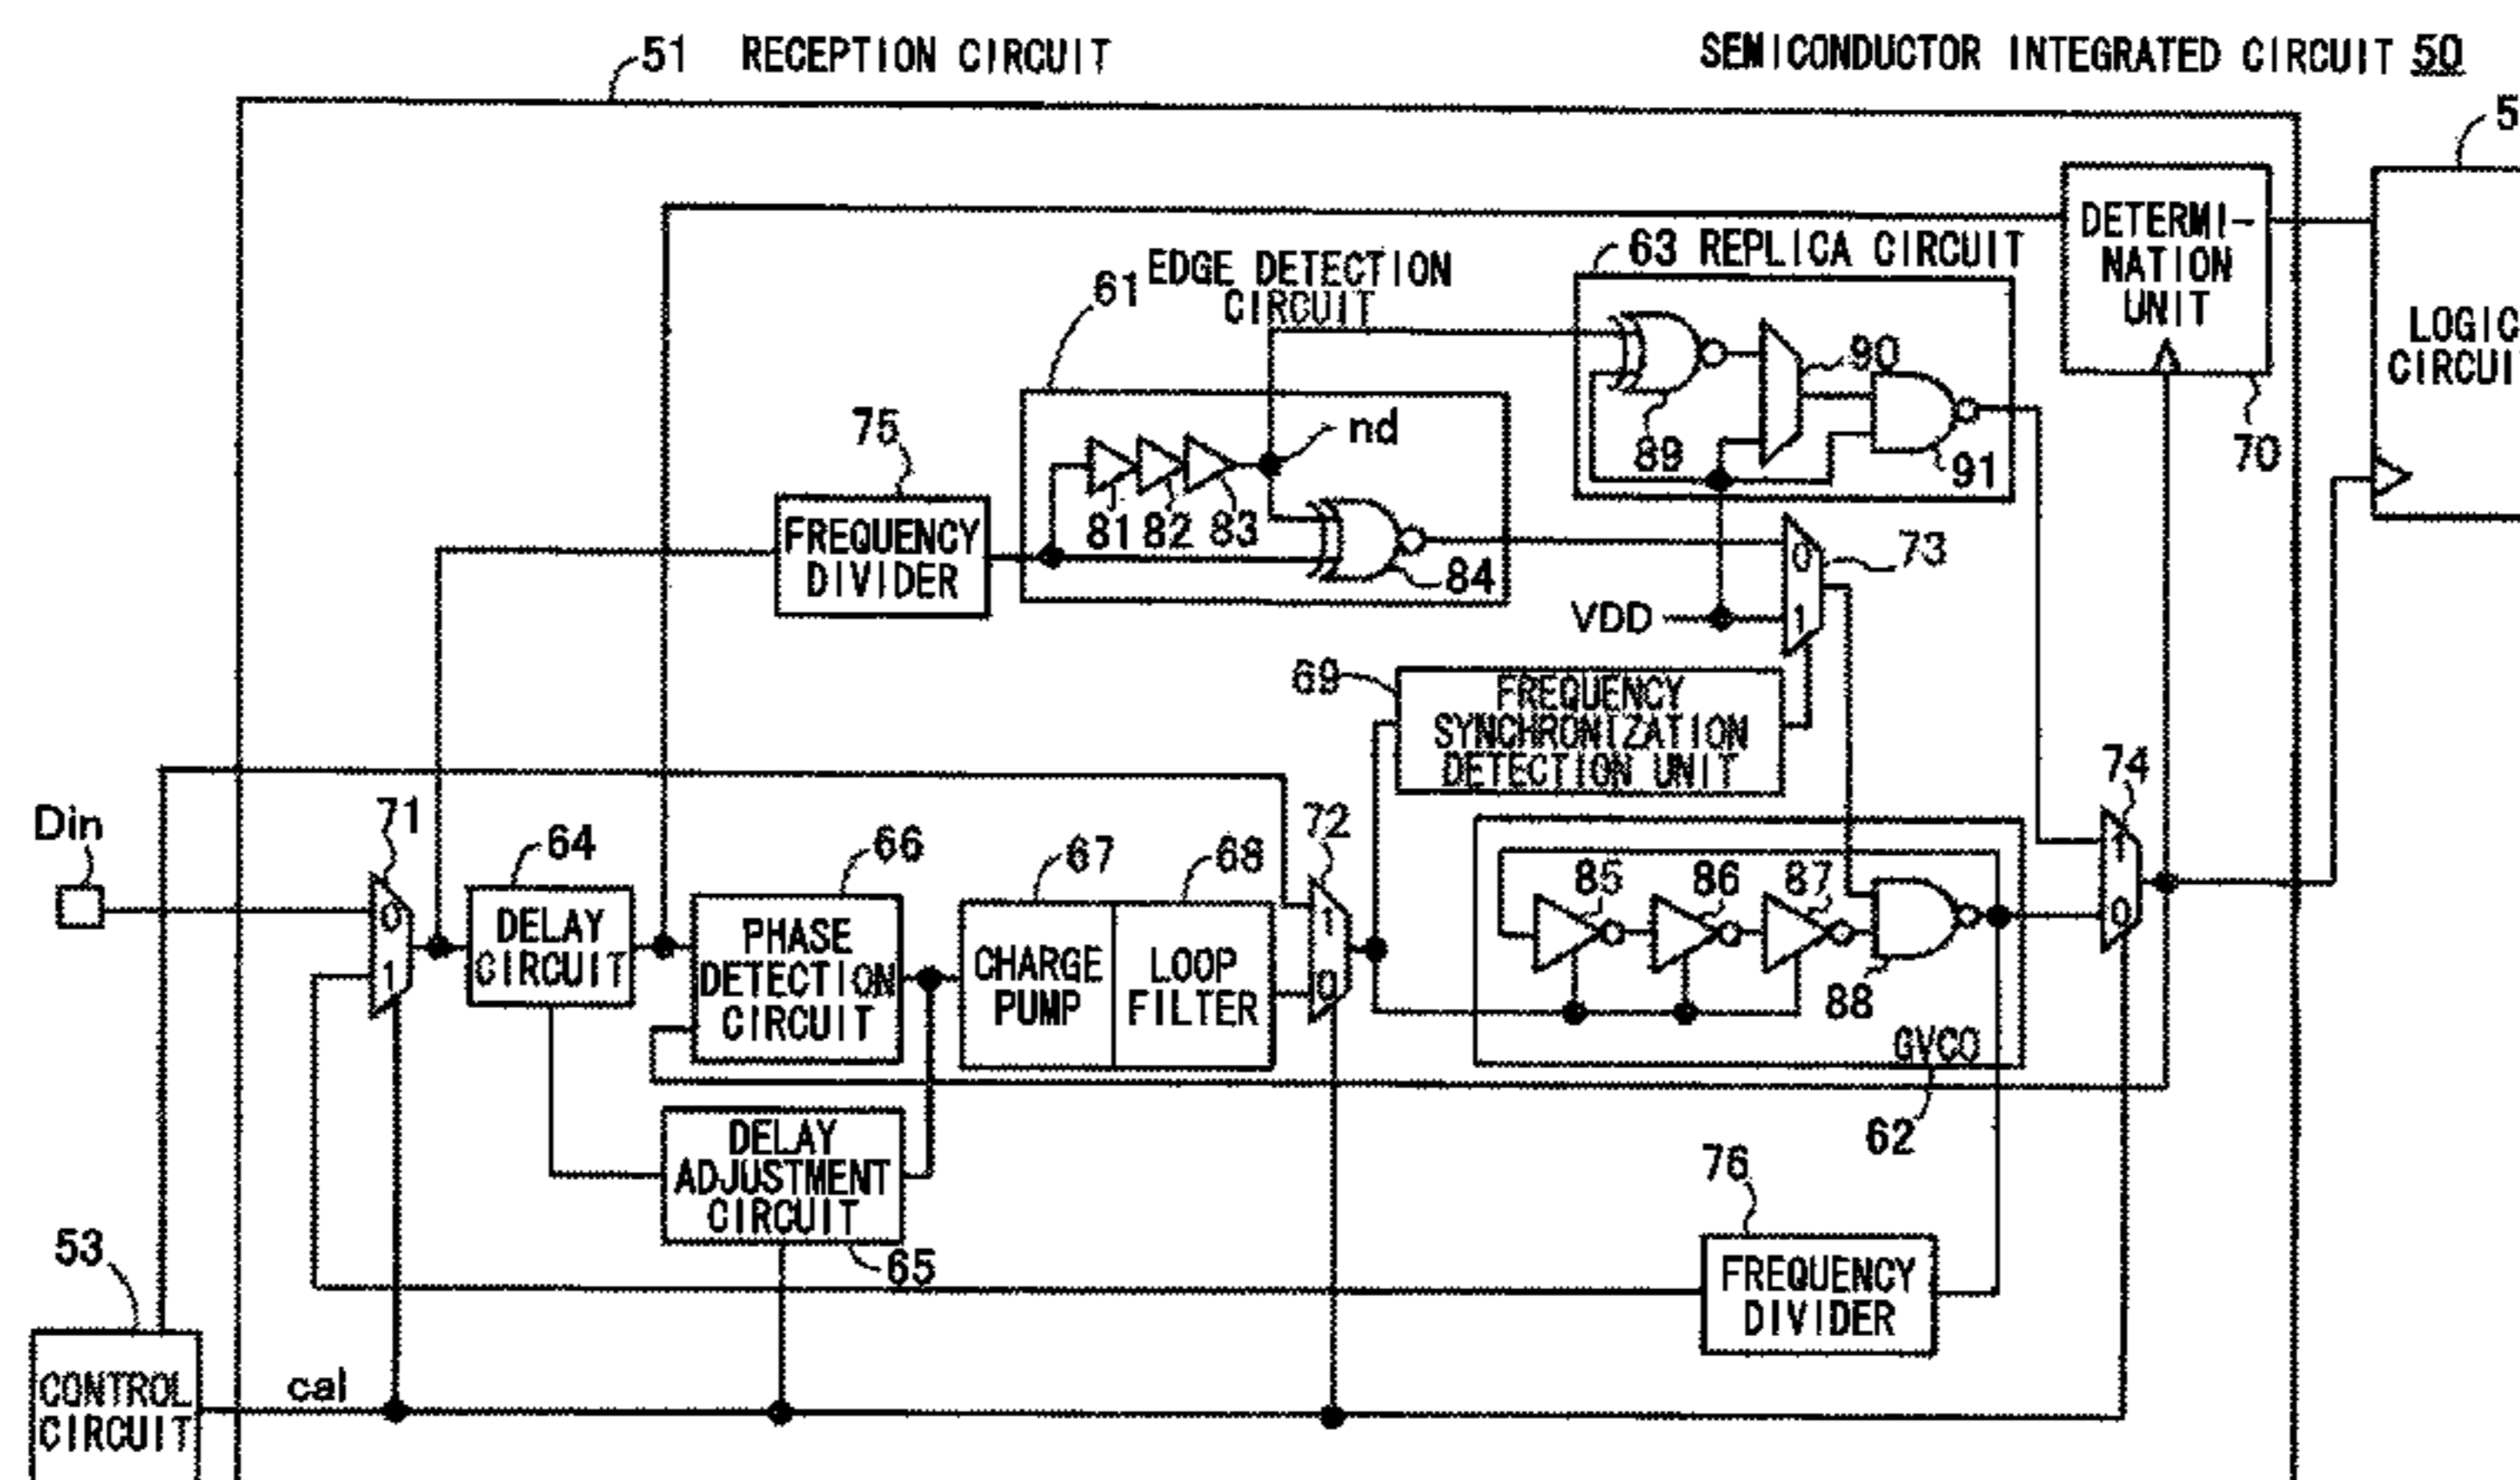 51 RECEPTION CIRCUIT
SEMICONDUCTOR INTEGRATED CIRCUIT 50
5
DETERMI-
NATION
UNIT
70
LOGIC
CIRCUI
63 REPLICA CIRCUIT
89
90
91
61
EDGE DETECTION
CIRCUIT
nd
81 82 83
84
75
FREQUENCY
DIVIDER
0
1
73
VDD
69
FREQUENCY
SYNCHRONIZATION
DETECTION UNIT
74
1
0
Din
71
0
1
64
DELAY
CIRCUIT
66
PHASE
DETECTION
CIRCUIT
67
CHARGE
PUMP
68
LOOP
FILTER
72
1
0
85
86
87
88
GVCO
62
DELAY
ADJUSTMENT
CIRCUIT
65
76
FREQUENCY
DIVIDER
53
CONTROL
CIRCUIT
cal